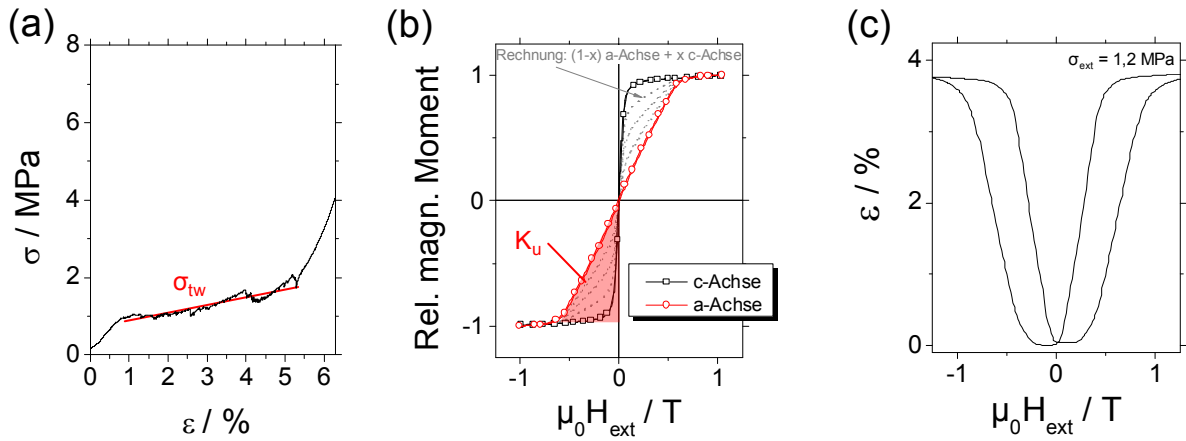 (a)
8
6
4
2
0
σ / MPa
σtw
0 1 2 3 4 5 6
ε / %
(b)
Rechnung: (1-x) a-Achse + x c-Achse
1
0
-1
Rel. magn. Moment
Ku
c-Achse
a-Achse
-1 0 1
μ0Hext / T
(c)
σext = 1,2 MPa
4
2
0
ε / %
-1 0 1
μ0Hext / T